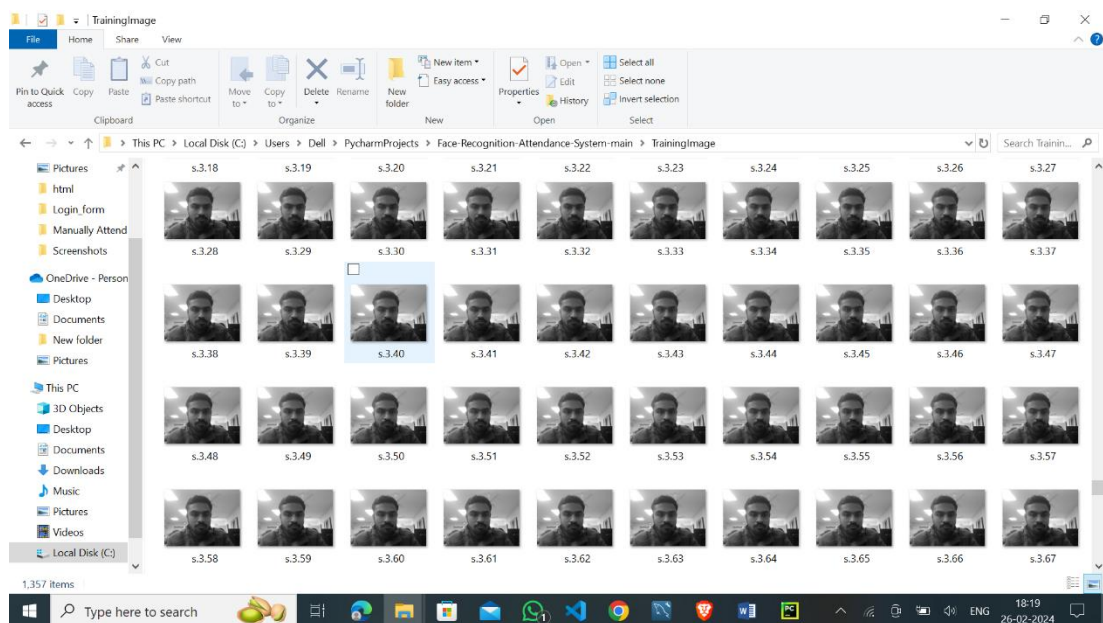 TrainingImage
File Home Share View
Pin to Quick access
Copy
Paste
Cut
Copy path
Paste shortcut
Clipboard
Move to
Copy to
Delete
Rename
Organize
New folder
New item
Easy access
New
Properties
Open
Edit
History
Open
Select all
Select none
Invert selection
Select
This PC > Local Disk (C:) > Users > Dell > PycharmProjects > Face-Recognition-Attendance-System-main > TrainingImage
Search Trainin...
Pictures
html
Login_form
Manually Attend
Screenshots
OneDrive - Person
Desktop
Documents
New folder
Pictures
This PC
3D Objects
Desktop
Documents
Downloads
Music
Pictures
Videos
Local Disk (C:)
s.3.18 s.3.19 s.3.20 s.3.21 s.3.22 s.3.23 s.3.24 s.3.25 s.3.26 s.3.27
s.3.28 s.3.29 s.3.30 s.3.31 s.3.32 s.3.33 s.3.34 s.3.35 s.3.36 s.3.37
s.3.38 s.3.39 s.3.40 s.3.41 s.3.42 s.3.43 s.3.44 s.3.45 s.3.46 s.3.47
s.3.48 s.3.49 s.3.50 s.3.51 s.3.52 s.3.53 s.3.54 s.3.55 s.3.56 s.3.57
s.3.58 s.3.59 s.3.60 s.3.61 s.3.62 s.3.63 s.3.64 s.3.65 s.3.66 s.3.67
1,357 items
Type here to search
1
PC
ENG
18:19
26-02-2024